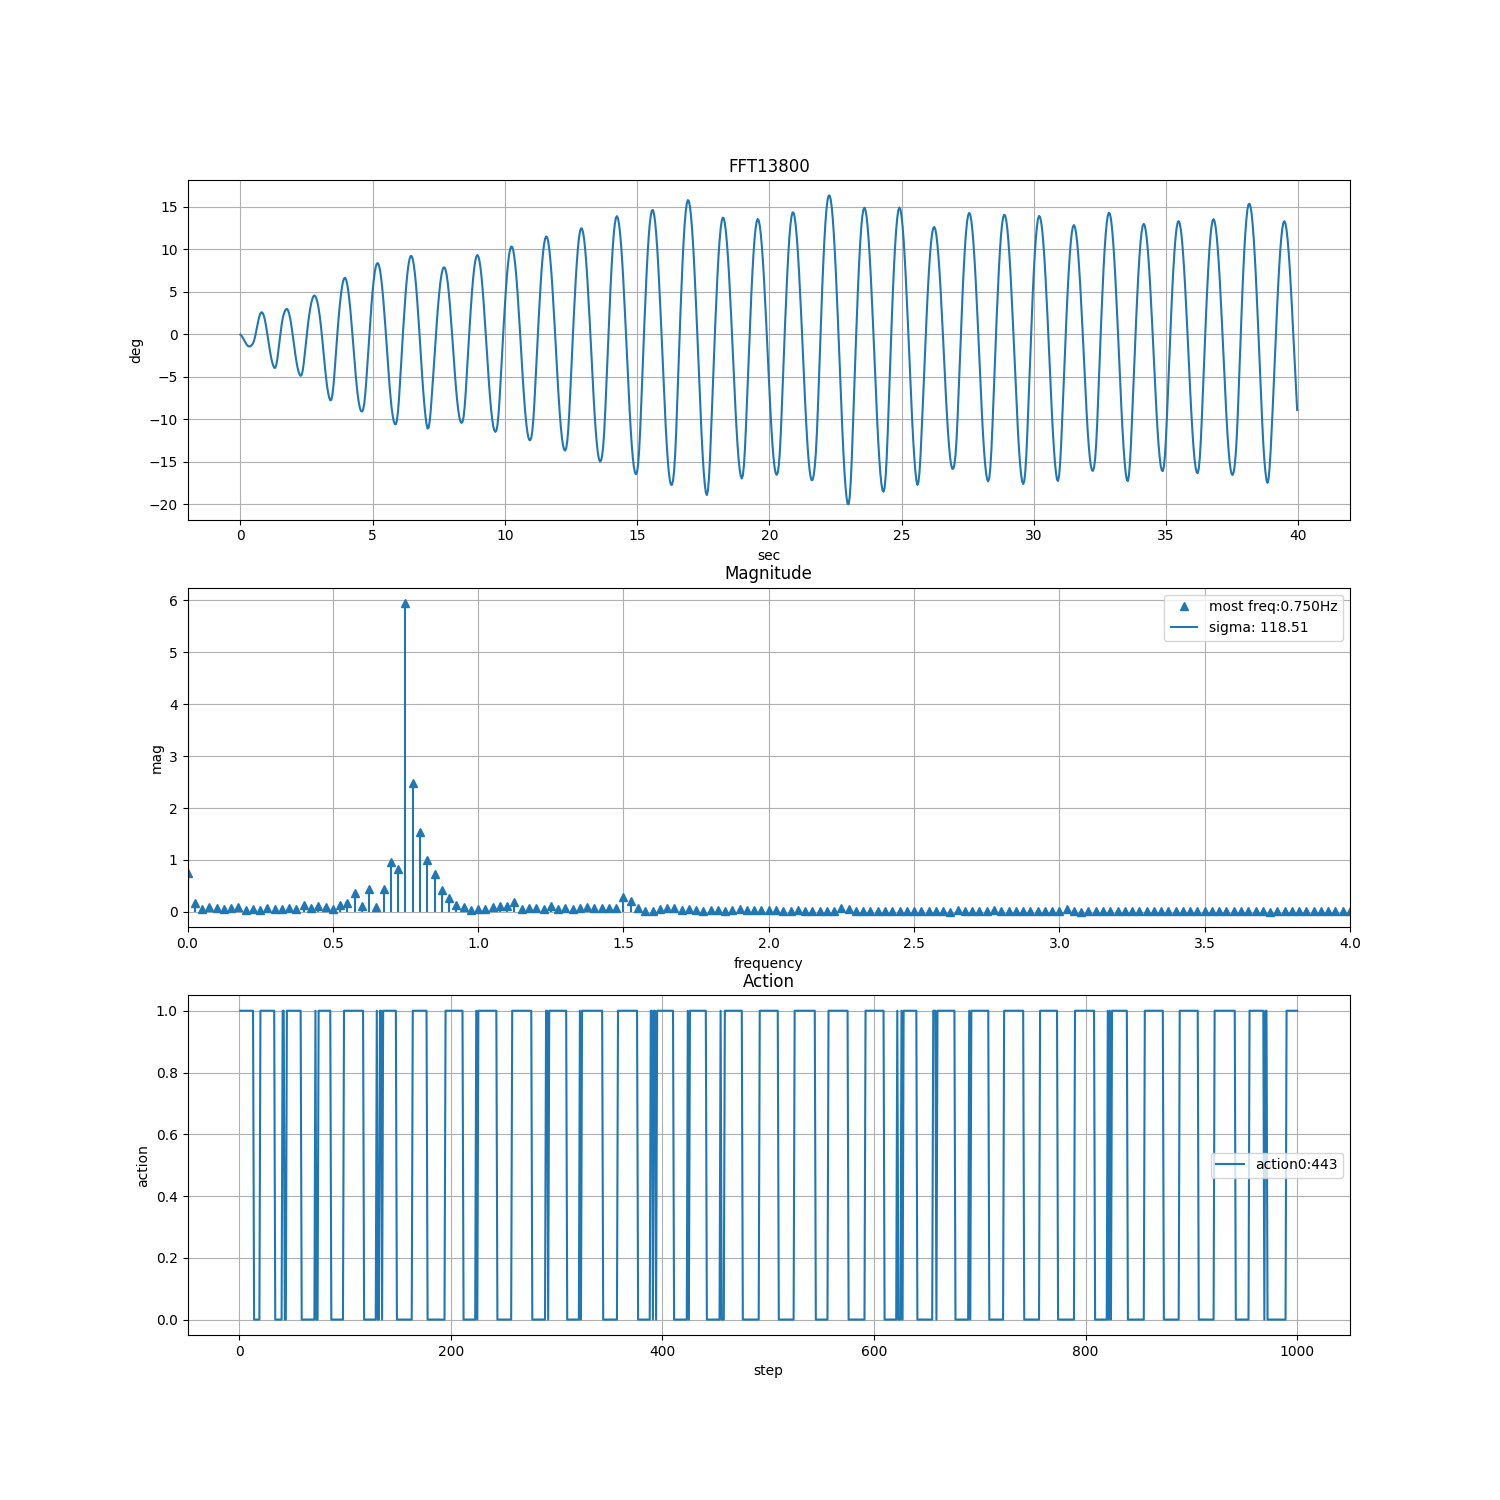 FFT13800
15
10
5
0
−5
−10
−15
−20
deg
0 5 10 15 20 25 30 35 40
sec
Magnitude
6
5
4
3
2
1
0
mag
most freq:0.750Hz
sigma: 118.51
0.0 0.5 1.0 1.5 2.0 2.5 3.0 3.5 4.0
frequency
Action
1.0
0.8
0.6
0.4
0.2
0.0
action
action0:443
0 200 400 600 800 1000
step